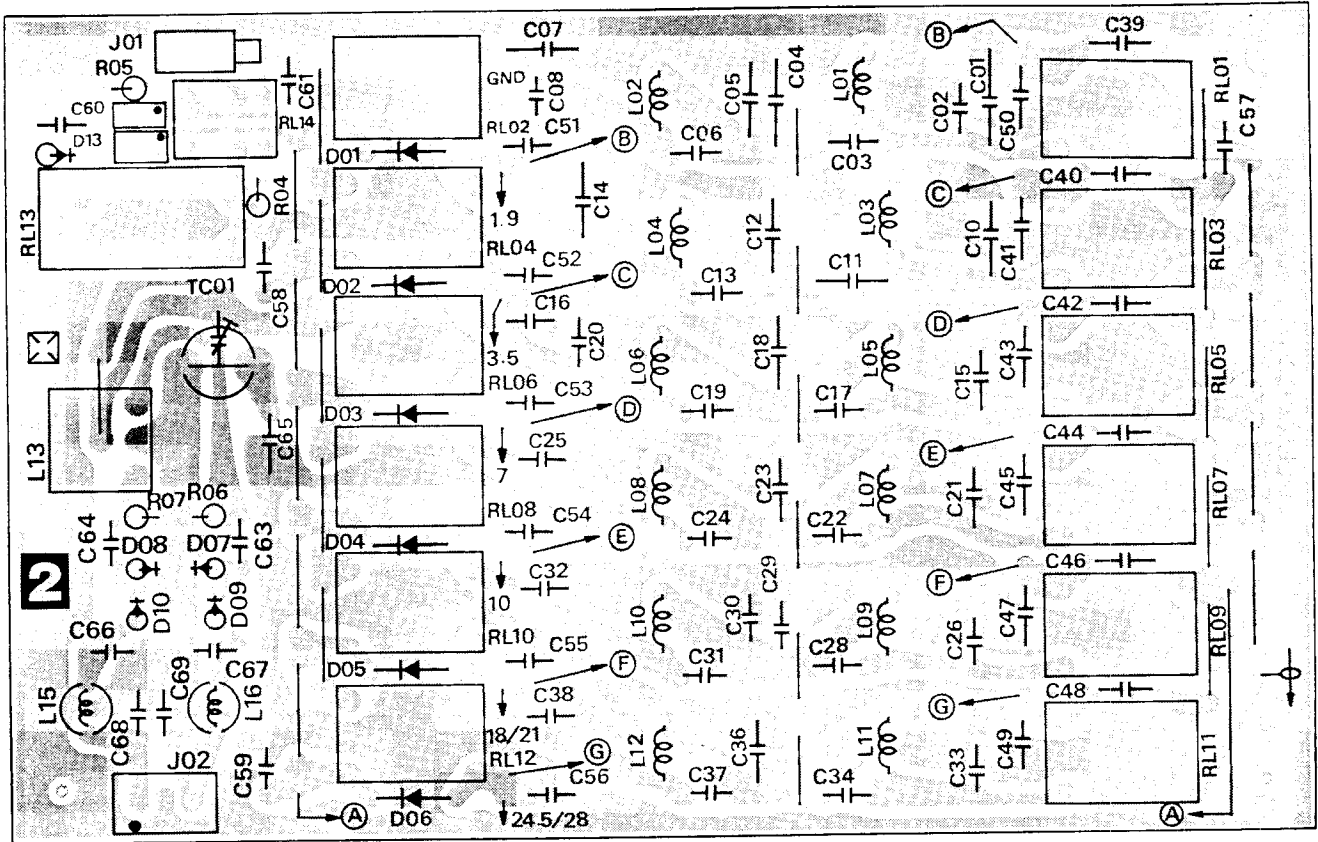 J01
R05
C60
D13
RL14
C61
RL13
R04
TC01
C58
L13
C65
R07
R06
C64
D08
D07
C63
2
D10
D09
C66
C67
L15
C68
C69
L16
J02
C59
A
C07
GND
C08
RL02
C51
B
D01
1.9
RL04
C14
C52
C
D02
C16
3.5
C20
RL06
C53
D
D03
C25
7
RL08
C54
E
D04
C32
10
RL10
C55
F
D05
C38
18/21
RL12
G
C56
D06
24.5/28
L02
C05
C04
L01
C06
C03
L04
C12
L03
C13
C11
L06
C18
L05
C19
C17
L08
C23
L07
C24
C22
L10
C30
C29
L09
C31
C28
L12
C36
L11
C37
C34
B
C39
C02
C01
C50
RL01
C57
C
C40
C10
C41
RL03
D
C42
C15
C43
RL05
E
C44
C21
C45
RL07
F
C46
C26
C47
RL09
G
C48
C33
C49
RL11
A